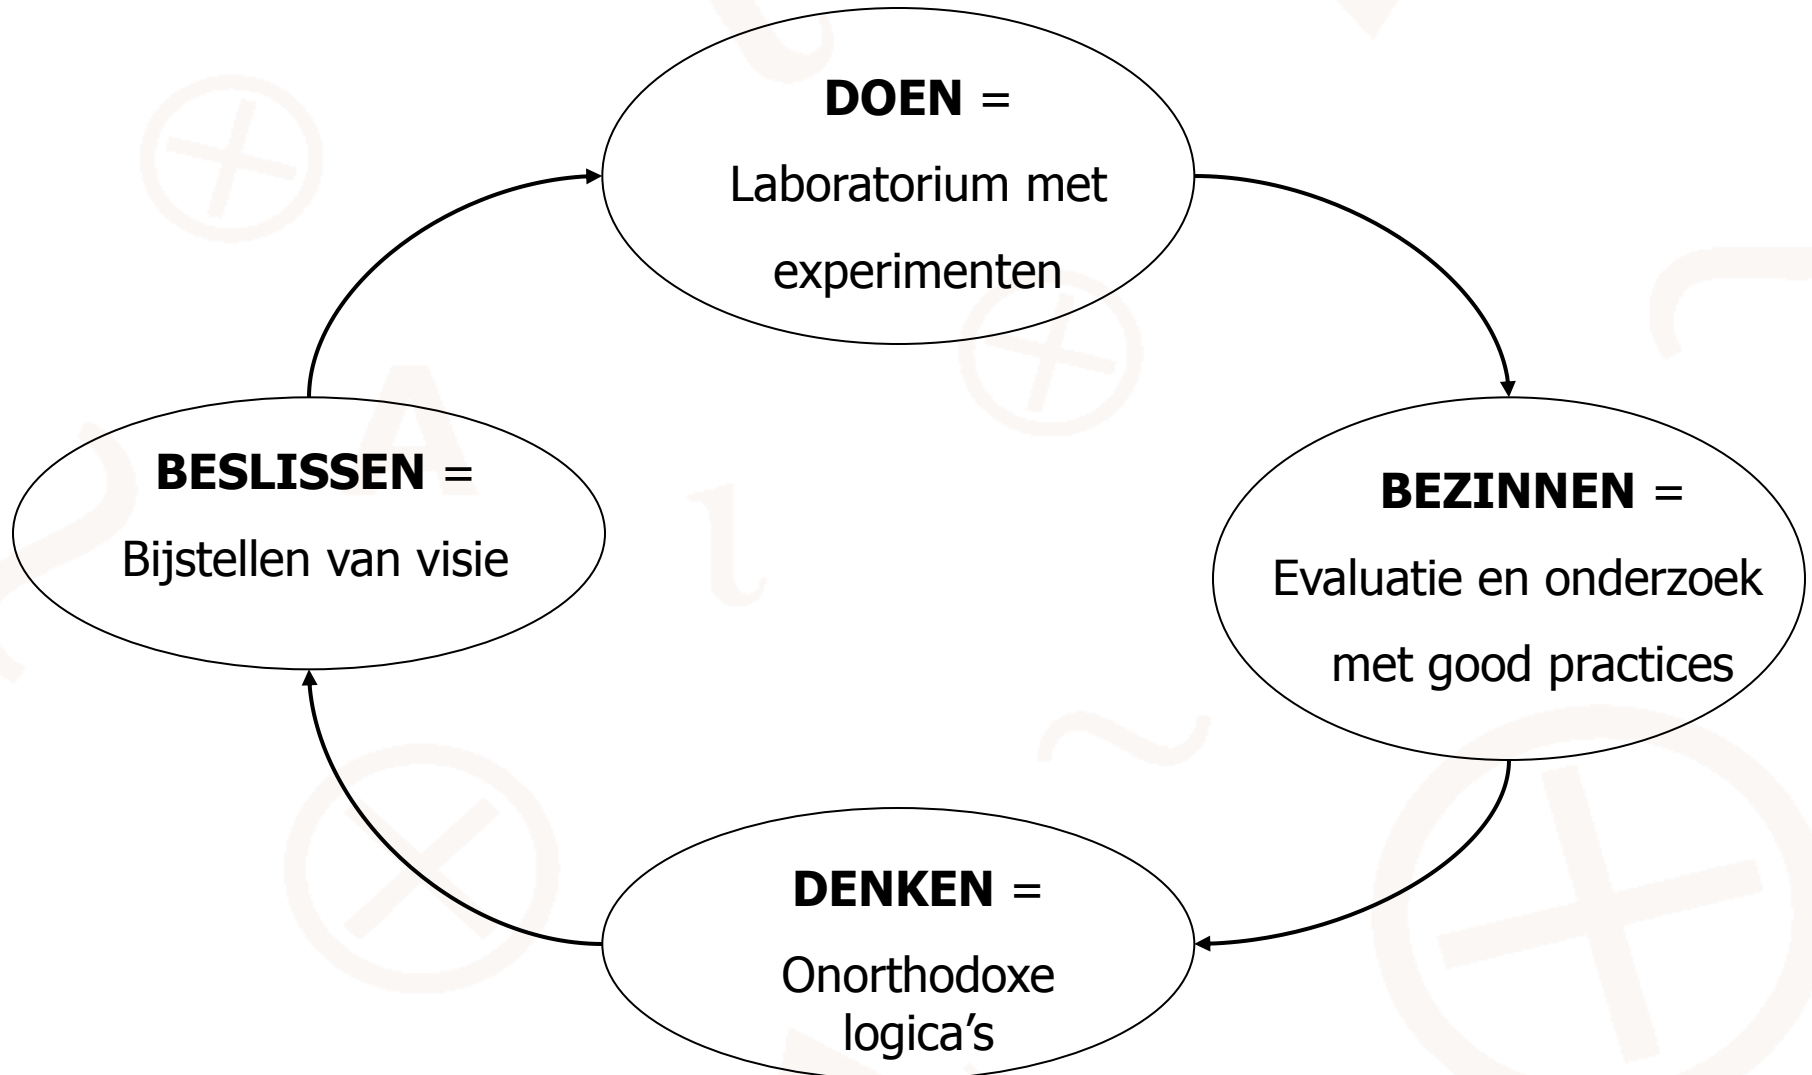 DOEN =
Laboratorium met
experimenten
BESLISSEN =
Bijstellen van visie
BEZINNEN =
Evaluatie en onderzoek
met good practices
DENKEN =
Onorthodoxe
logica’s